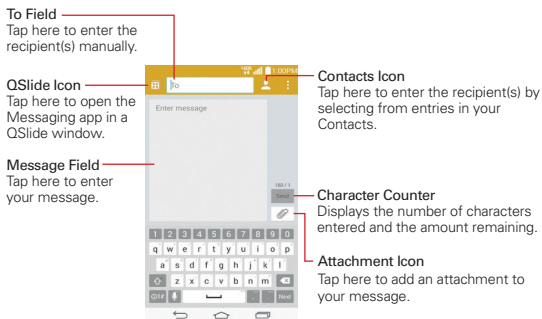 To Field
Tap here to enter the
recipient(s) manually.
QSlide Icon
Tap here to open the
Messaging app in a
QSlide window.
Message Field
Tap here to enter
your message.
1:00PM
To
Enter message
160 / 1
Send
1 2 3 4 5 6 7 8 9 0
q w e r t y u i o p
a s d f g h j k l
z x c v b n m
Next
Contacts Icon
Tap here to enter the recipient(s) by
selecting from entries in your
Contacts.
Character Counter
Displays the number of characters
entered and the amount remaining.
Attachment Icon
Tap here to add an attachment to
your message.